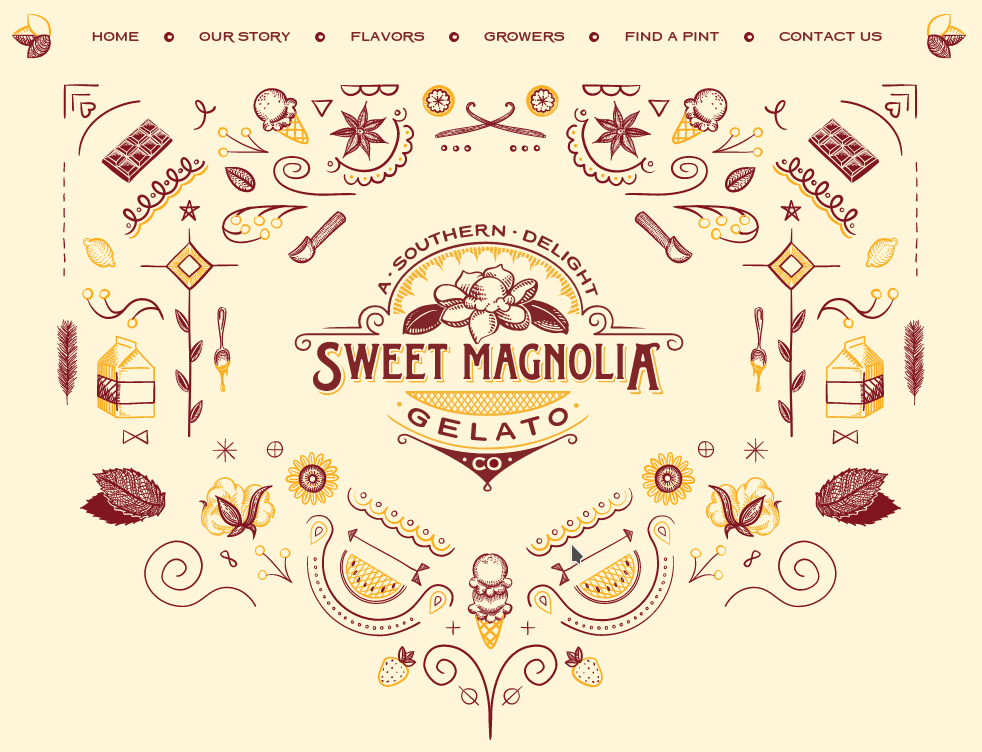 HOME OUR STORY FLAVORS GROWERS FIND A PINT CONTACT US
A · SOUTHERN · DELIGHT
SWEET MAGNOLIA
GELATO
· CO ·